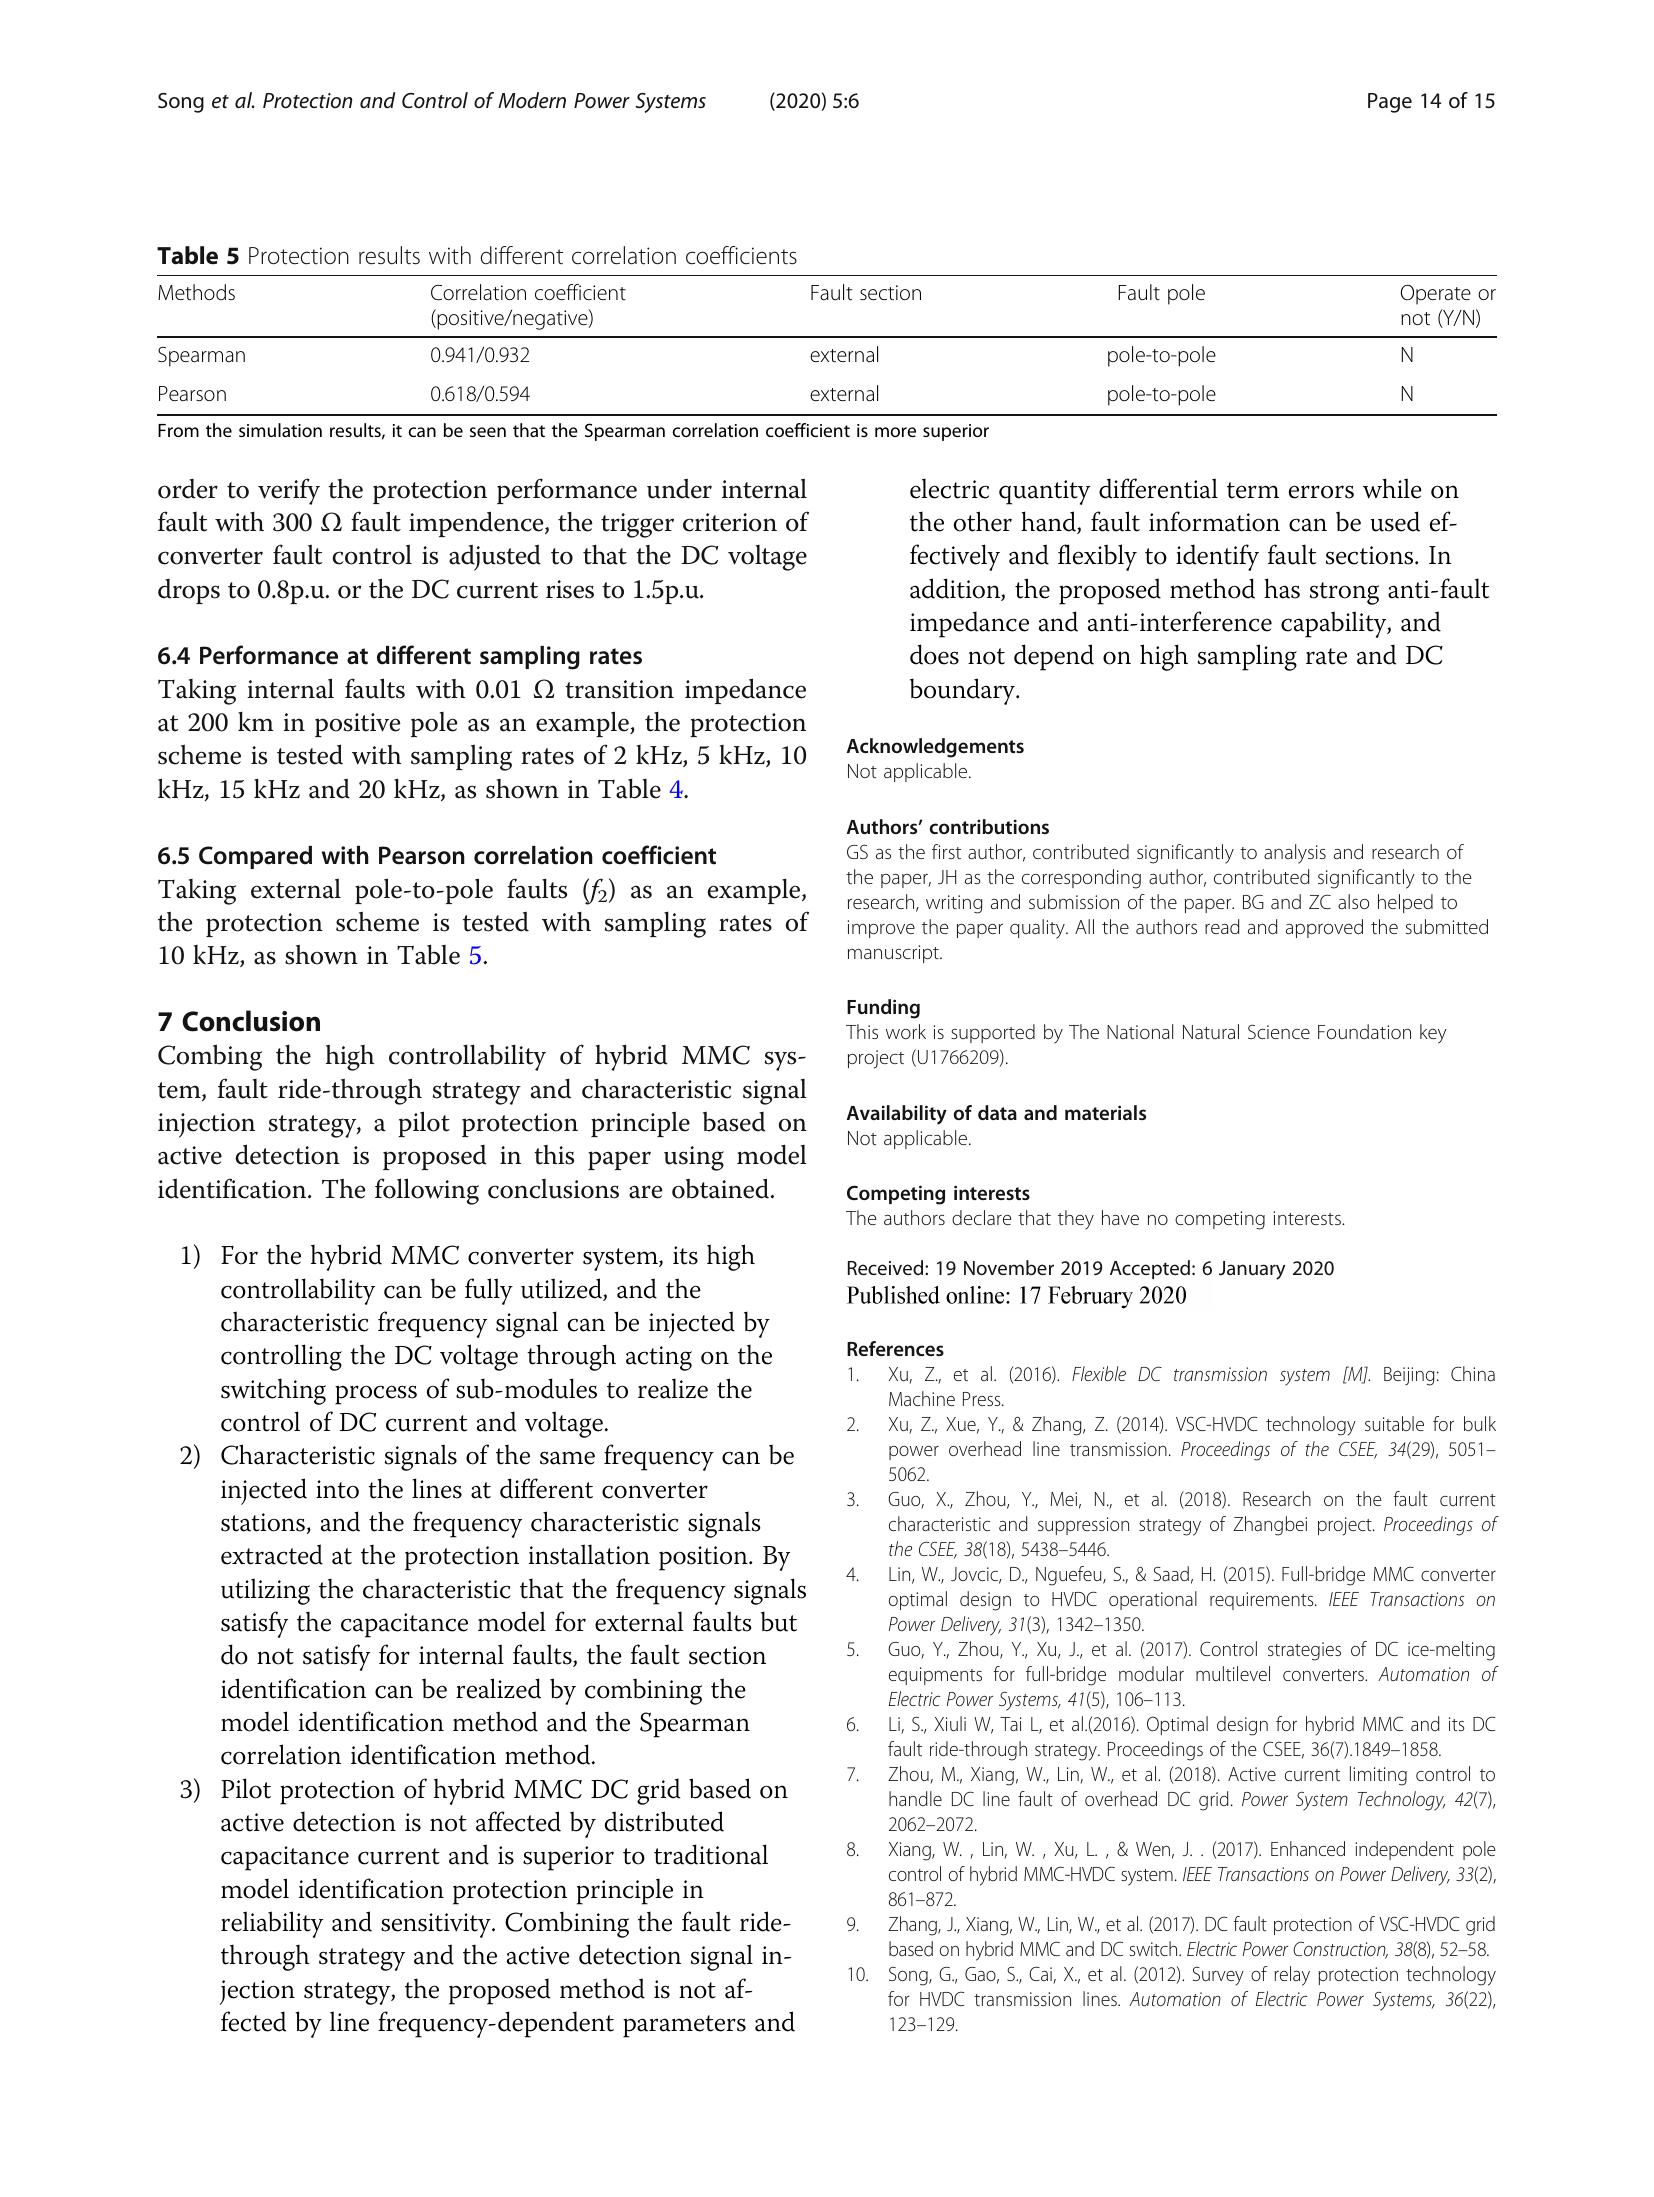 Song et al. Protection and Control of Modern Power Systems (2020) 5:6 Page 14 of 15
Table 5 Protection results with different correlation coefficients
Methods Correlation coefficient (positive/negative) Fault section Fault pole Operate or not (Y/N)
Spearman 0.941/0.932 external pole-to-pole N
Pearson 0.618/0.594 external pole-to-pole N
From the simulation results, it can be seen that the Spearman correlation coefficient is more superior
order to verify the protection performance under internal
fault with 300 Ω fault impendence, the trigger criterion of
converter fault control is adjusted to that the DC voltage
drops to 0.8p.u. or the DC current rises to 1.5p.u.
6.4 Performance at different sampling rates
Taking internal faults with 0.01 Ω transition impedance
at 200 km in positive pole as an example, the protection
scheme is tested with sampling rates of 2 kHz, 5 kHz, 10
kHz, 15 kHz and 20 kHz, as shown in Table 4.
6.5 Compared with Pearson correlation coefficient
Taking external pole-to-pole faults (f2) as an example,
the protection scheme is tested with sampling rates of
10 kHz, as shown in Table 5.
7 Conclusion
Combing the high controllability of hybrid MMC sys-
tem, fault ride-through strategy and characteristic signal
injection strategy, a pilot protection principle based on
active detection is proposed in this paper using model
identification. The following conclusions are obtained.
1) For the hybrid MMC converter system, its high
controllability can be fully utilized, and the
characteristic frequency signal can be injected by
controlling the DC voltage through acting on the
switching process of sub-modules to realize the
control of DC current and voltage.
2) Characteristic signals of the same frequency can be
injected into the lines at different converter
stations, and the frequency characteristic signals
extracted at the protection installation position. By
utilizing the characteristic that the frequency signals
satisfy the capacitance model for external faults but
do not satisfy for internal faults, the fault section
identification can be realized by combining the
model identification method and the Spearman
correlation identification method.
3) Pilot protection of hybrid MMC DC grid based on
active detection is not affected by distributed
capacitance current and is superior to traditional
model identification protection principle in
reliability and sensitivity. Combining the fault ride-
through strategy and the active detection signal in-
jection strategy, the proposed method is not af-
fected by line frequency-dependent parameters and
electric quantity differential term errors while on
the other hand, fault information can be used ef-
fectively and flexibly to identify fault sections. In
addition, the proposed method has strong anti-fault
impedance and anti-interference capability, and
does not depend on high sampling rate and DC
boundary.
Acknowledgements
Not applicable.
Authors’ contributions
GS as the first author, contributed significantly to analysis and research of
the paper, JH as the corresponding author, contributed significantly to the
research, writing and submission of the paper. BG and ZC also helped to
improve the paper quality. All the authors read and approved the submitted
manuscript.
Funding
This work is supported by The National Natural Science Foundation key
project (U1766209).
Availability of data and materials
Not applicable.
Competing interests
The authors declare that they have no competing interests.
Received: 19 November 2019 Accepted: 6 January 2020
Published online: 17 February 2020
References
1. Xu, Z., et al. (2016). Flexible DC transmission system [M]. Beijing: China
Machine Press.
2. Xu, Z., Xue, Y., & Zhang, Z. (2014). VSC-HVDC technology suitable for bulk
power overhead line transmission. Proceedings of the CSEE, 34(29), 5051–
5062.
3. Guo, X., Zhou, Y., Mei, N., et al. (2018). Research on the fault current
characteristic and suppression strategy of Zhangbei project. Proceedings of
the CSEE, 38(18), 5438–5446.
4. Lin, W., Jovcic, D., Nguefeu, S., & Saad, H. (2015). Full-bridge MMC converter
optimal design to HVDC operational requirements. IEEE Transactions on
Power Delivery, 31(3), 1342–1350.
5. Guo, Y., Zhou, Y., Xu, J., et al. (2017). Control strategies of DC ice-melting
equipments for full-bridge modular multilevel converters. Automation of
Electric Power Systems, 41(5), 106–113.
6. Li, S., Xiuli W, Tai L, et al.(2016). Optimal design for hybrid MMC and its DC
fault ride-through strategy. Proceedings of the CSEE, 36(7).1849–1858.
7. Zhou, M., Xiang, W., Lin, W., et al. (2018). Active current limiting control to
handle DC line fault of overhead DC grid. Power System Technology, 42(7),
2062–2072.
8. Xiang, W. , Lin, W. , Xu, L. , & Wen, J. . (2017). Enhanced independent pole
control of hybrid MMC-HVDC system. IEEE Transactions on Power Delivery, 33(2),
861–872.
9. Zhang, J., Xiang, W., Lin, W., et al. (2017). DC fault protection of VSC-HVDC grid
based on hybrid MMC and DC switch. Electric Power Construction, 38(8), 52–58.
10. Song, G., Gao, S., Cai, X., et al. (2012). Survey of relay protection technology
for HVDC transmission lines. Automation of Electric Power Systems, 36(22),
123–129.